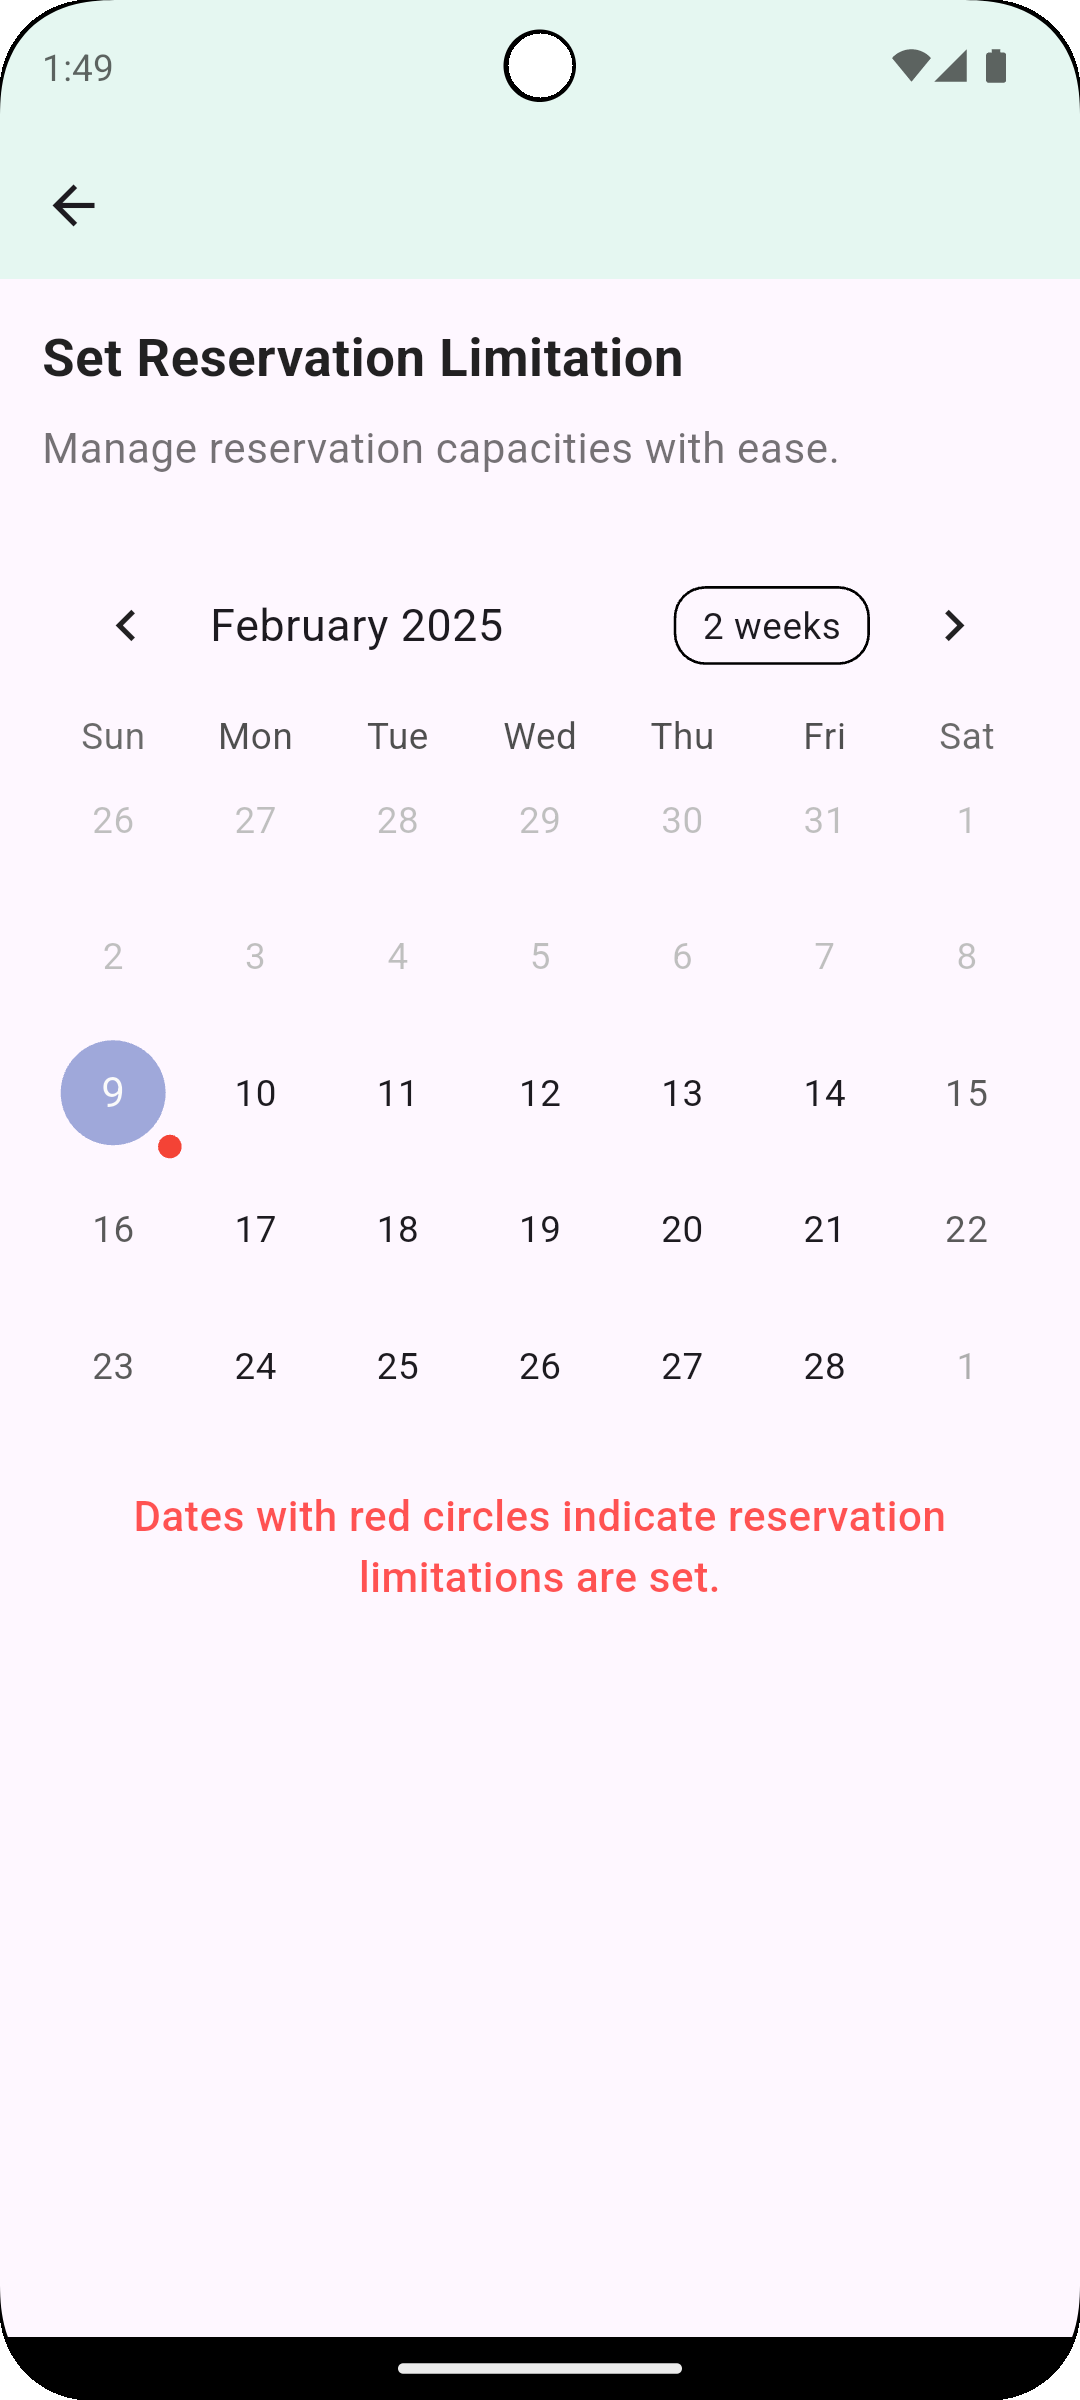 1:49
Set Reservation Limitation
Manage reservation capacities with ease.
February 2025 2 weeks
Sun Mon Tue Wed Thu Fri Sat
26 27 28 29 30 31 1
2 3 4 5 6 7 8
9 10 11 12 13 14 15
16 17 18 19 20 21 22
23 24 25 26 27 28 1
Dates with red circles indicate reservation
limitations are set.